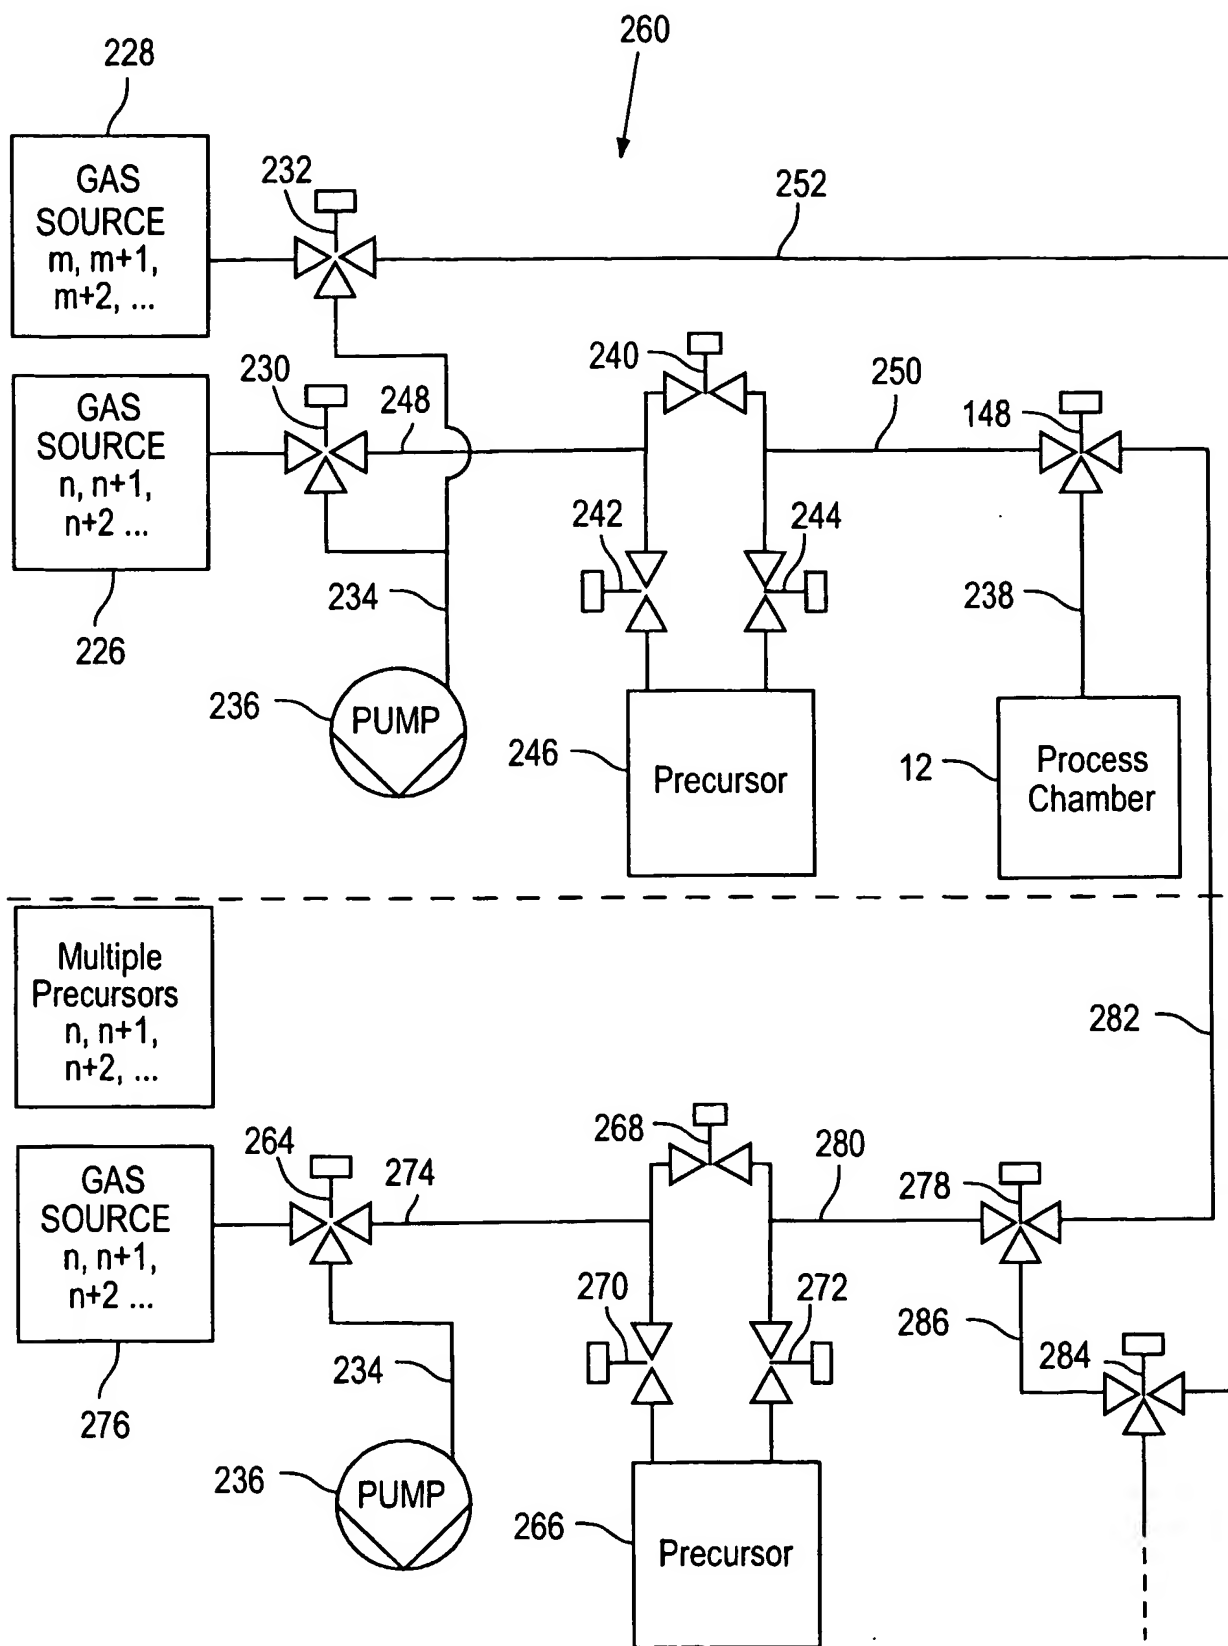 260
228
GAS
SOURCE
m, m+1,
m+2, ...
232
252
GAS
SOURCE
n, n+1,
n+2 ...
226
230
248
240
250
148
242
244
234
238
236
PUMP
246
Precursor
12
Process
Chamber
Multiple
Precursors
n, n+1,
n+2, ...
282
GAS
SOURCE
n, n+1,
n+2 ...
276
264
274
268
280
278
270
272
286
284
234
236
PUMP
266
Precursor